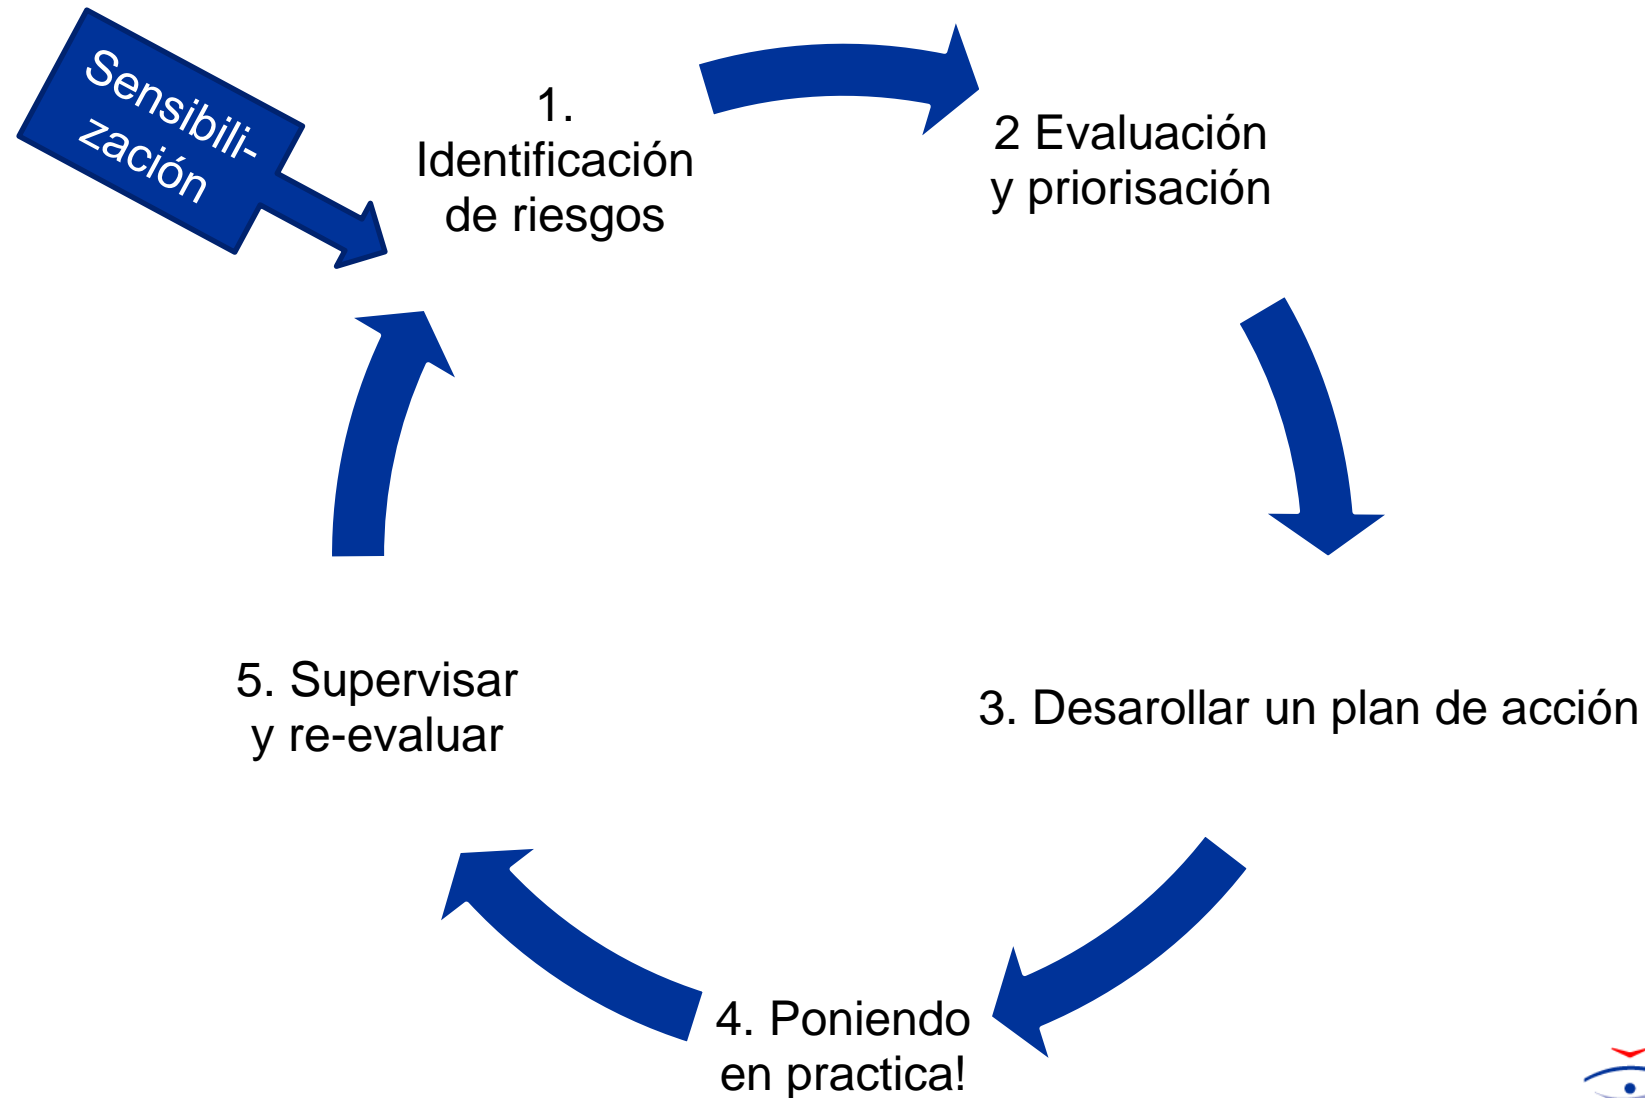 Sensibili-
zación
1.
Identificación
de riesgos
2 Evaluación
y priorisación
3. Desarollar un plan de acción
4. Poniendo
en practica!
5. Supervisar
y re-evaluar